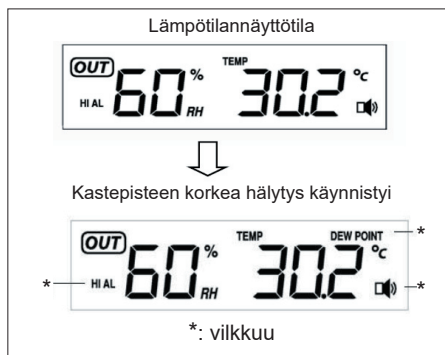 Lämpötilannäyttötila
OUT 60 % RH TEMP 30.2 °C
HI AL
Kastepisteen korkea hälytys käynnistyi
OUT 60 % RH TEMP 30.2 DEW POINT °C *
* HI AL *
*: vilkkuu